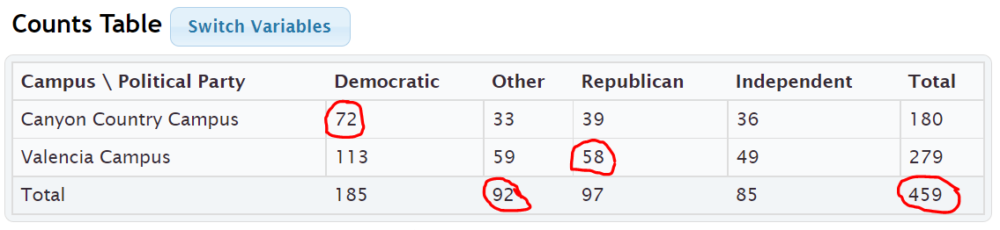 Counts Table Switch Variables
Campus \ Political Party Democratic Other Republican Independent Total
Canyon Country Campus 72 33 39 36 180
Valencia Campus 113 59 58 49 279
Total 185 92 97 85 459